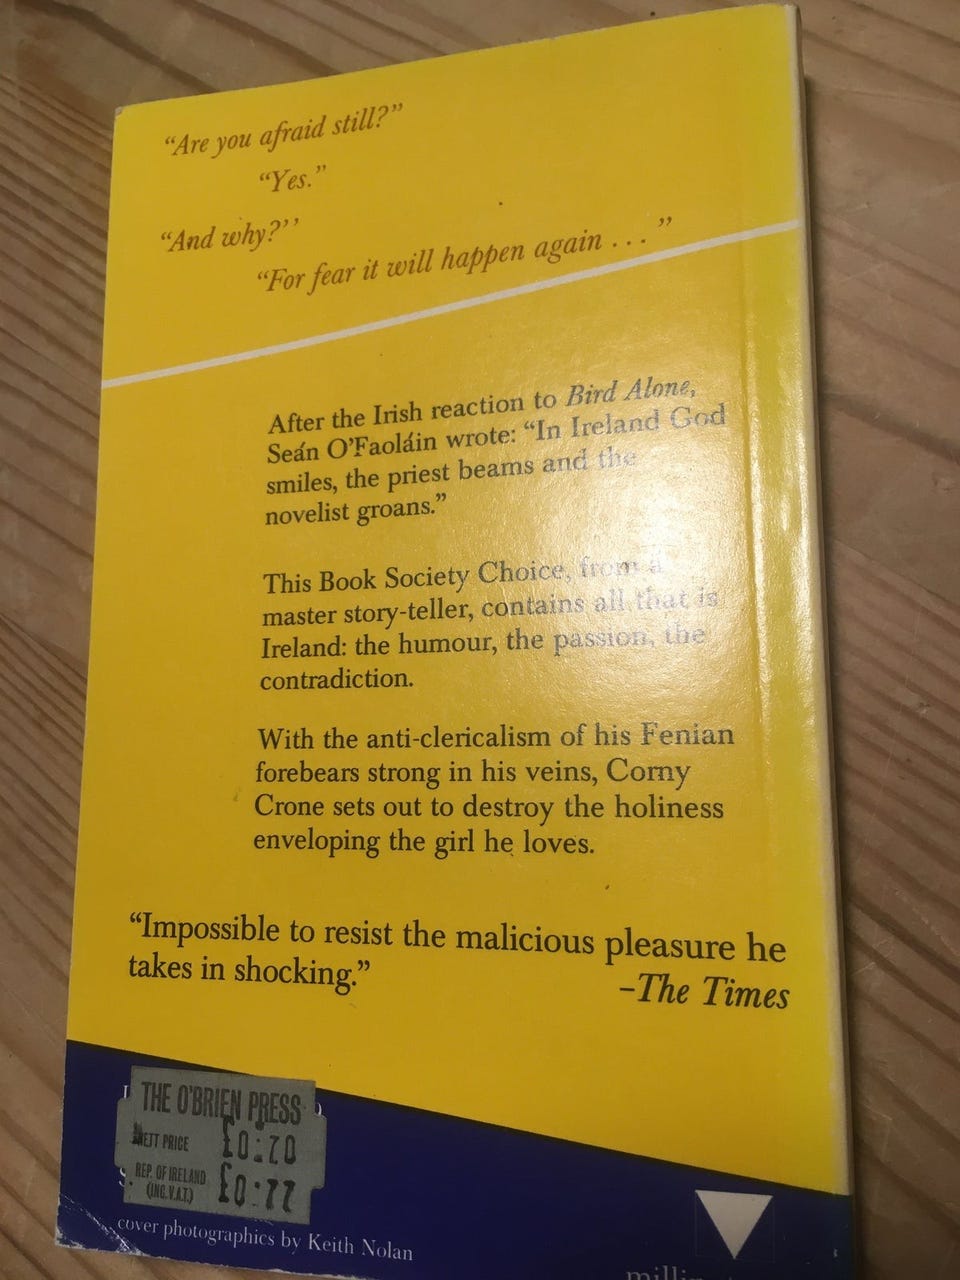 “Are you afraid still?”
“Yes.”
“And why?’’
“For fear it will happen again . . . ”
After the Irish reaction to Bird Alone,
Seán O’Faoláin wrote: “In Ireland God
smiles, the priest beams and the
novelist groans.”
This Book Society Choice, from a
master story-teller, contains all that is
Ireland: the humour, the passion, the
contradiction.
With the anti-clericalism of his Fenian
forebears strong in his veins, Corny
Crone sets out to destroy the holiness
enveloping the girl he loves.
“Impossible to resist the malicious pleasure he
takes in shocking.”
–The Times
THE O'BRIEN PRESS
NETT PRICE £0:70
REP. OF IRELAND
(ING.V.A.T.) £0:77
cover photographics by Keith Nolan